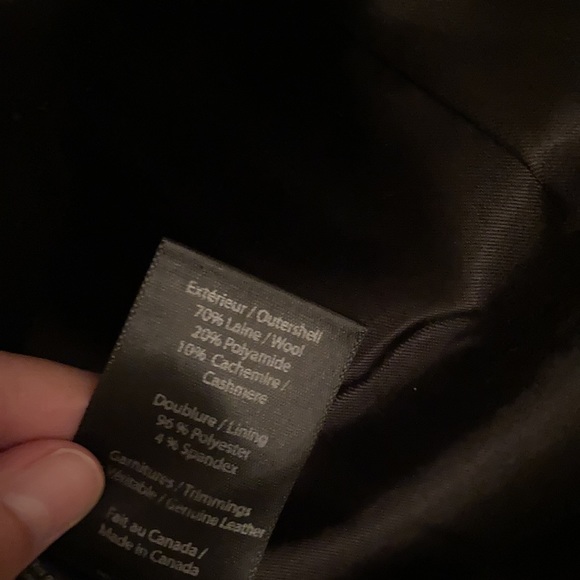 Extérieur / Outershell
70% Laine / Wool
20% Polyamide
10% Cachemire /
Cashmere
Doublure / Lining
96 % Polyester
4 % Spandex
Garnitures / Trimmings
Véritable / Genuine Leather
Fait au Canada /
Made in Canada